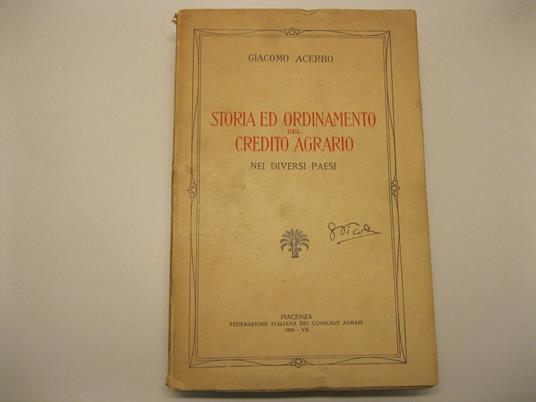 GIACOMO ACERBO
STORIA ED ORDINAMENTO
DEL
CREDITO AGRARIO
NEI DIVERSI PAESI
PIACENZA
FEDERAZIONE ITALIANA DEI CONSORZI AGRARI
1929 - VII